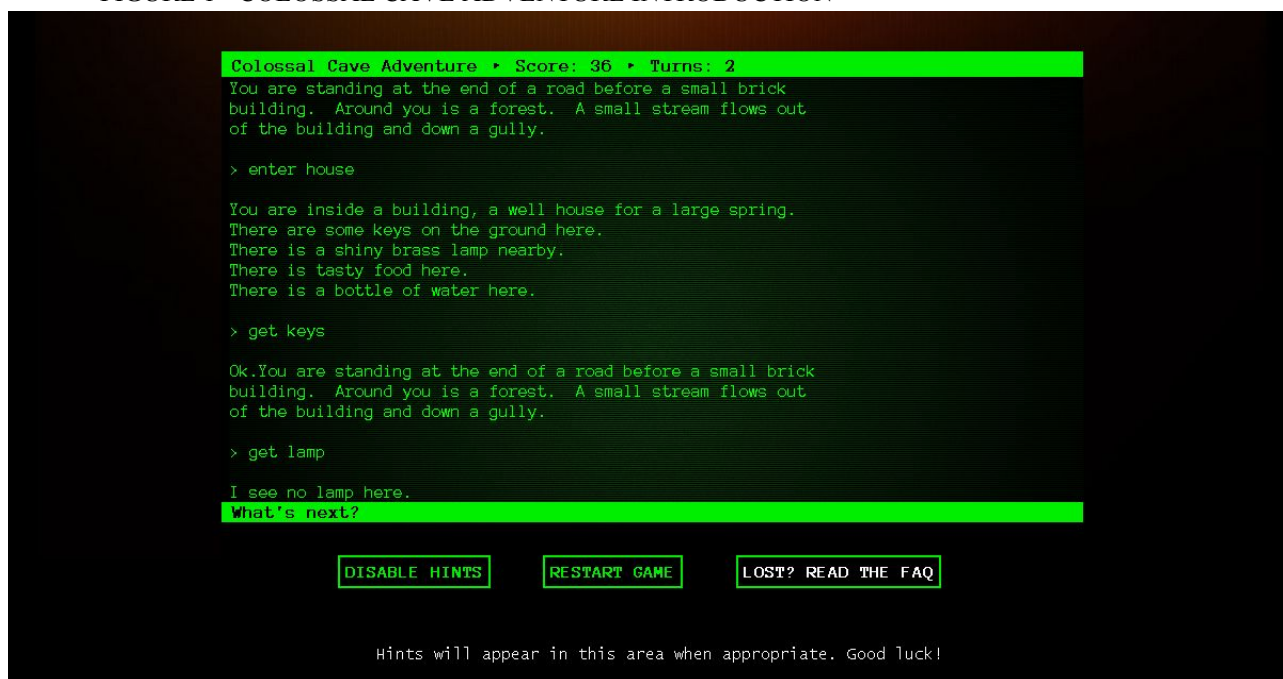 Colossal Cave Adventure ‣ Score: 36 ‣ Turns: 2
You are standing at the end of a road before a small brick
building.  Around you is a forest.  A small stream flows out
of the building and down a gully.
> enter house
You are inside a building, a well house for a large spring.
There are some keys on the ground here.
There is a shiny brass lamp nearby.
There is tasty food here.
There is a bottle of water here.
> get keys
Ok.You are standing at the end of a road before a small brick
building.  Around you is a forest.  A small stream flows out
of the building and down a gully.
> get lamp
I see no lamp here.
What's next?
DISABLE HINTS RESTART GAME LOST? READ THE FAQ
Hints will appear in this area when appropriate. Good luck!